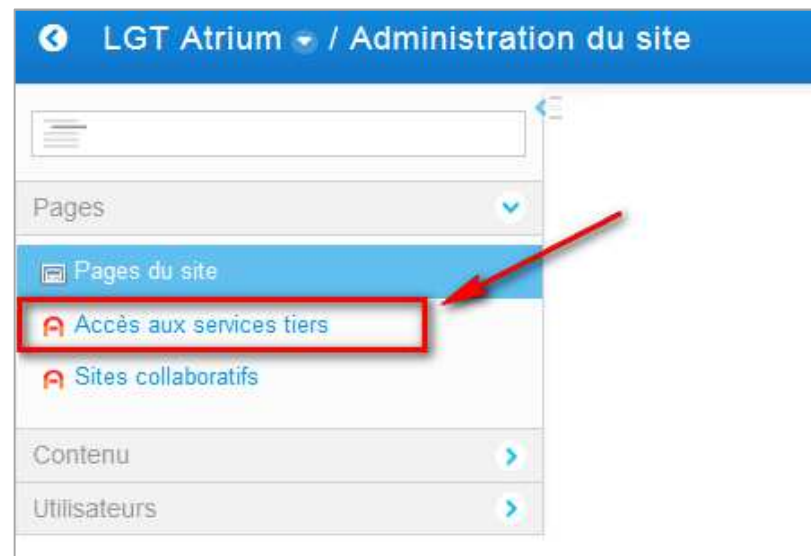 LGT Atrium / Administration du site
Pages
Pages du site
Accès aux services tiers
Sites collaboratifs
Contenu
Utilisateurs